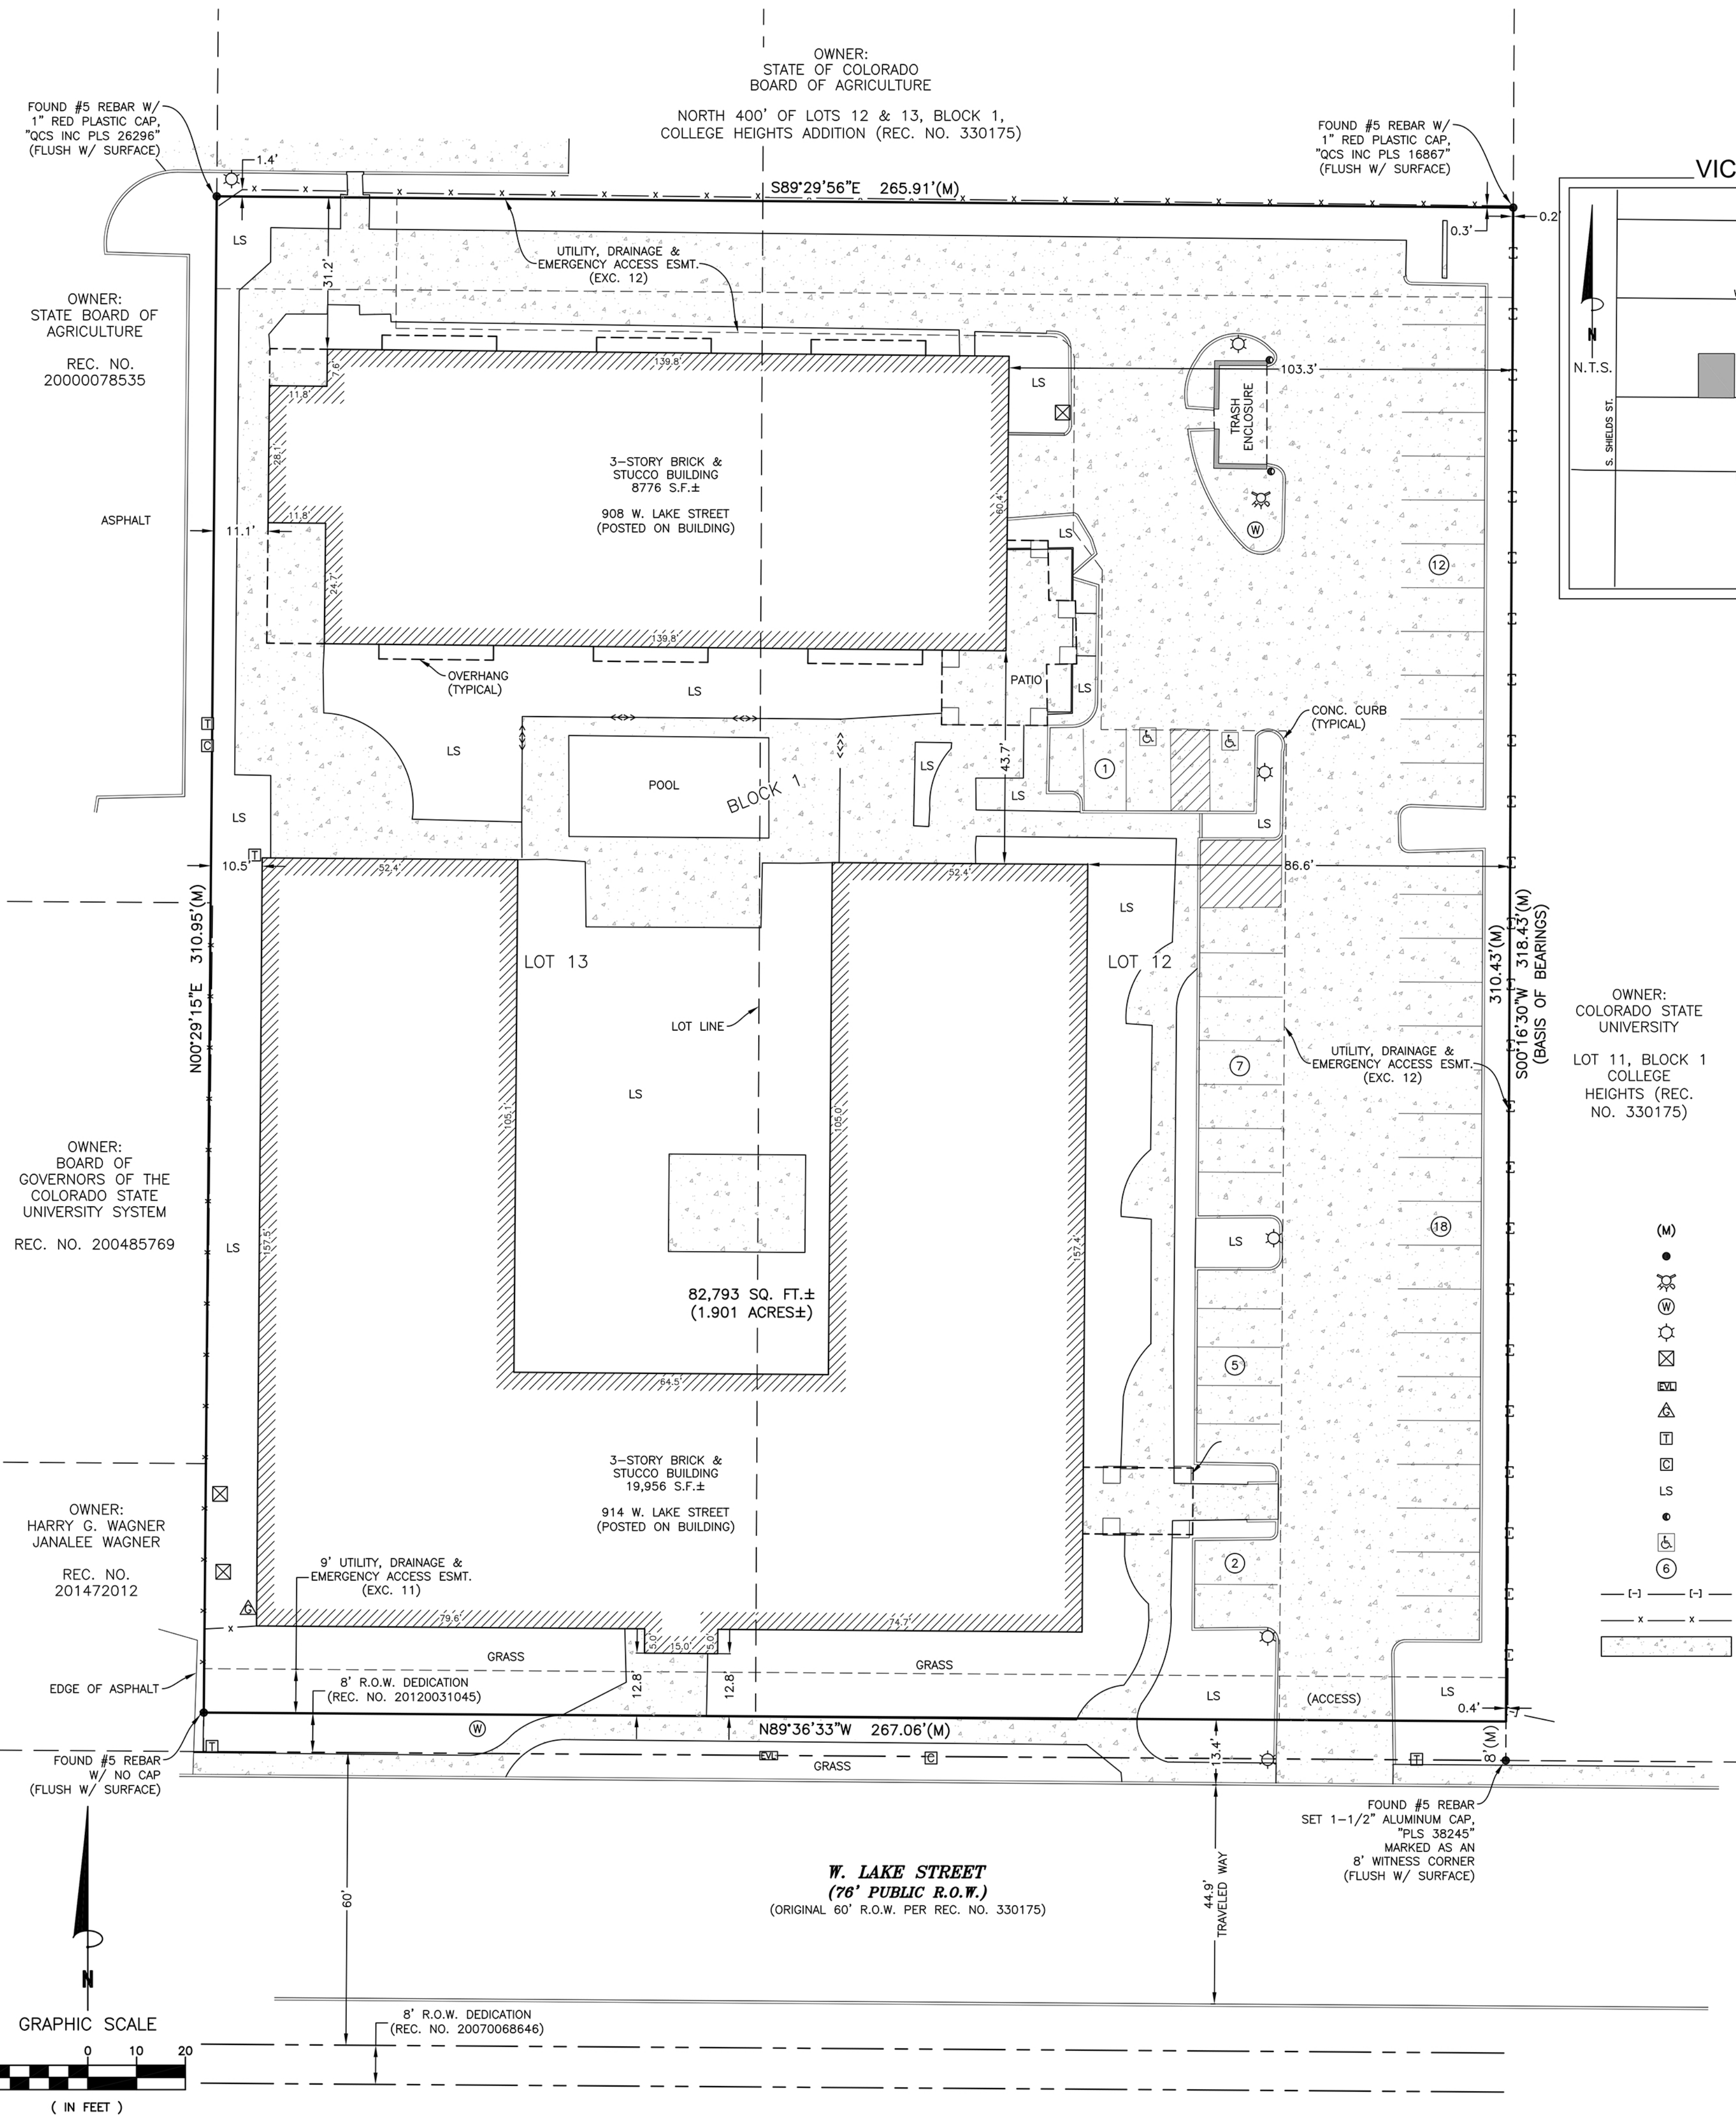 OWNER:
STATE OF COLORADO
BOARD OF AGRICULTURE
NORTH 400' OF LOTS 12 & 13, BLOCK 1,
COLLEGE HEIGHTS ADDITION (REC. NO. 330175)
FOUND #5 REBAR W/
1" RED PLASTIC CAP,
"QCS INC PLS 26296"
(FLUSH W/ SURFACE)
1.4'
FOUND #5 REBAR W/
1" RED PLASTIC CAP,
"QCS INC PLS 16867"
(FLUSH W/ SURFACE)
VIC
S89°29'56"E 265.91'(M)
0.2'
0.3'
LS
31.2'
UTILITY, DRAINAGE &
EMERGENCY ACCESS ESMT.
(EXC. 12)
OWNER:
STATE BOARD OF
AGRICULTURE
REC. NO.
20000078535
N
N.T.S.
S. SHIELDS ST.
139.8'
7.6'
11.8'
28.1'
11.8'
24.7'
LS
103.3'
TRASH
ENCLOSURE
3-STORY BRICK &
STUCCO BUILDING
8776 S.F.±
908 W. LAKE STREET
(POSTED ON BUILDING)
60.4'
ASPHALT
11.1'
LS
W
12
139.8'
OVERHANG
(TYPICAL)
LS
PATIO
LS
T
C
CONC. CURB
(TYPICAL)
LS
POOL
BLOCK 1
LS
43.7'
1
LS
LS
LS
T
10.5'
52.4'
52.4'
86.6'
LS
N00°29'15"E 310.95'(M)
LOT 13
LOT 12
310.43'(M)
S00°16'30"W 318.43'(M)
(BASIS OF BEARINGS)
OWNER:
COLORADO STATE
UNIVERSITY
LOT 11, BLOCK 1
COLLEGE
HEIGHTS (REC.
NO. 330175)
LOT LINE
UTILITY, DRAINAGE &
EMERGENCY ACCESS ESMT.
(EXC. 12)
7
LS
105.1'
105.0'
OWNER:
BOARD OF
GOVERNORS OF THE
COLORADO STATE
UNIVERSITY SYSTEM
REC. NO. 200485769
LS
157.5'
157.4'
LS
18
82,793 SQ. FT.±
(1.901 ACRES±)
64.5'
5
(M)
W
EVL
G
T
C
LS
6
3-STORY BRICK &
STUCCO BUILDING
19,956 S.F.±
914 W. LAKE STREET
(POSTED ON BUILDING)
OWNER:
HARRY G. WAGNER
JANALEE WAGNER
REC. NO.
201472012
9' UTILITY, DRAINAGE &
EMERGENCY ACCESS ESMT.
(EXC. 11)
2
G
79.6'
5.0'
15.0'
5.0'
74.7'
GRASS
GRASS
EDGE OF ASPHALT
8' R.O.W. DEDICATION
(REC. NO. 20120031045)
12.8'
12.8'
LS
(ACCESS)
LS
0.4'
W
N89°36'33"W 267.06'(M)
T
EVL
C
T
GRASS
13.4'
8'(M)
FOUND #5 REBAR
W/ NO CAP
(FLUSH W/ SURFACE)
FOUND #5 REBAR
SET 1-1/2" ALUMINUM CAP,
"PLS 38245"
MARKED AS AN
8' WITNESS CORNER
(FLUSH W/ SURFACE)
W. LAKE STREET
(76' PUBLIC R.O.W.)
(ORIGINAL 60' R.O.W. PER REC. NO. 330175)
60'
44.9'
TRAVELED WAY
N
GRAPHIC SCALE
0 10 20
( IN FEET )
8' R.O.W. DEDICATION
(REC. NO. 20070068646)